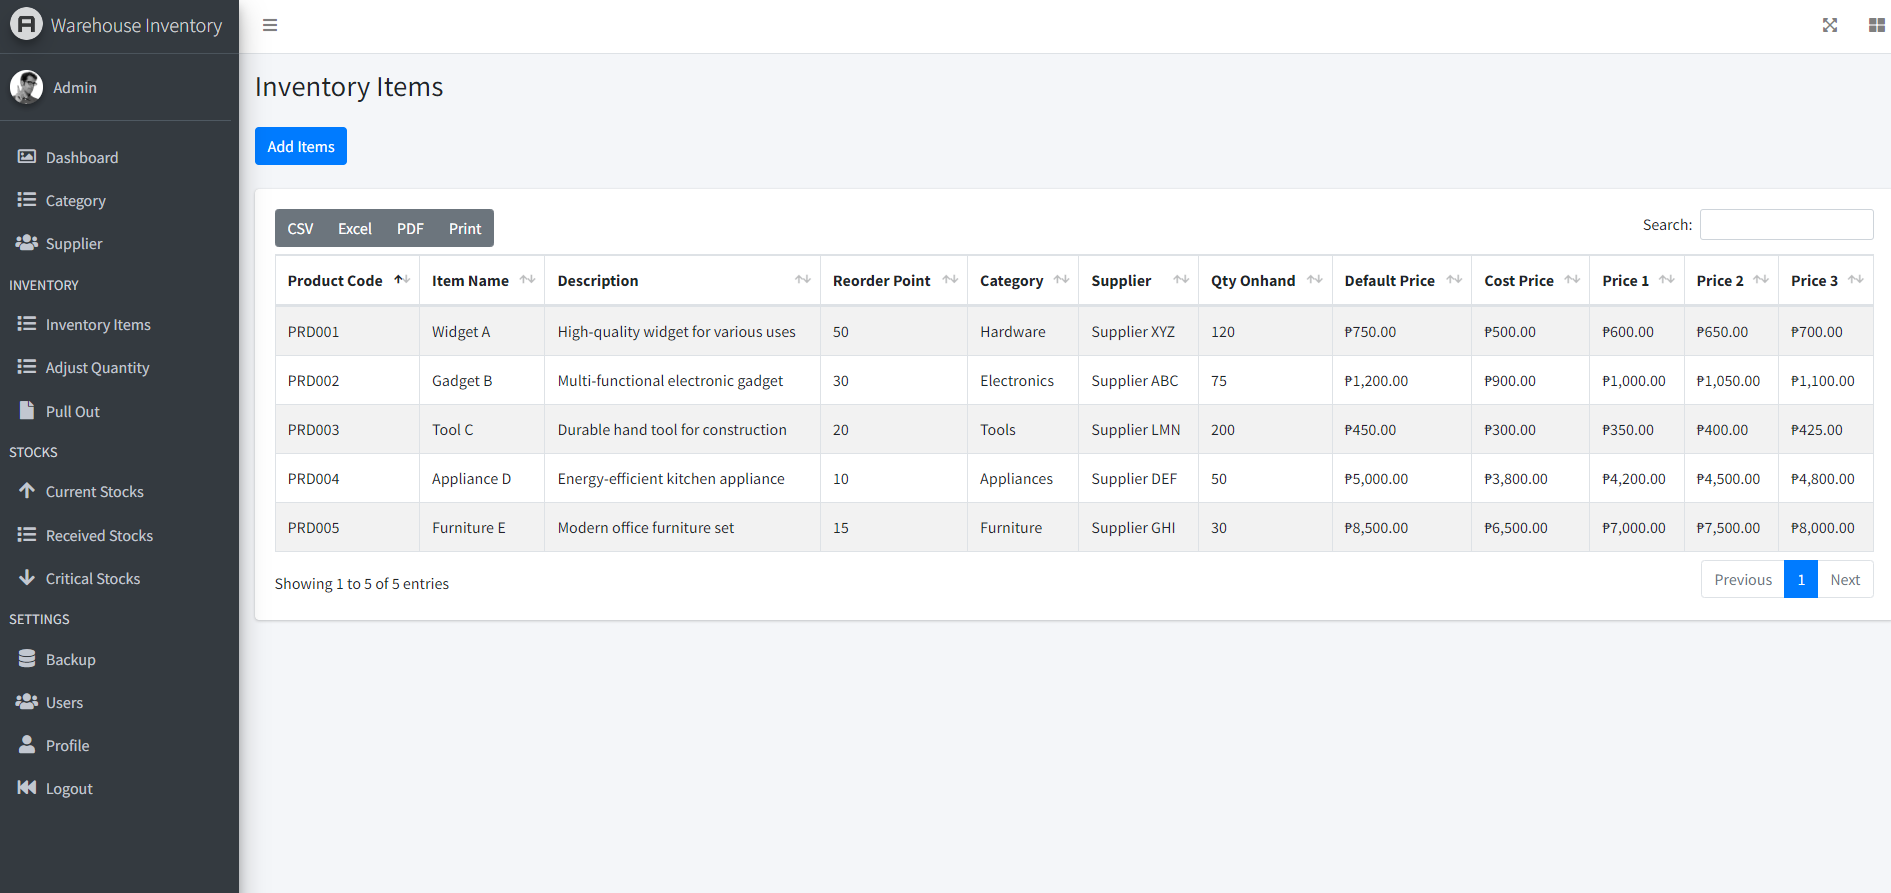 Warehouse Inventory
Admin
Dashboard
Category
Supplier
INVENTORY
Inventory Items
Adjust Quantity
Pull Out
STOCKS
Current Stocks
Received Stocks
Critical Stocks
SETTINGS
Backup
Users
Profile
Logout
Inventory Items
Add Items
CSV Excel PDF Print Search:
Product Code Item Name Description Reorder Point Category Supplier Qty Onhand Default Price Cost Price Price 1 Price 2 Price 3
PRD001 Widget A High-quality widget for various uses 50 Hardware Supplier XYZ 120 ₱750.00 ₱500.00 ₱600.00 ₱650.00 ₱700.00
PRD002 Gadget B Multi-functional electronic gadget 30 Electronics Supplier ABC 75 ₱1,200.00 ₱900.00 ₱1,000.00 ₱1,050.00 ₱1,100.00
PRD003 Tool C Durable hand tool for construction 20 Tools Supplier LMN 200 ₱450.00 ₱300.00 ₱350.00 ₱400.00 ₱425.00
PRD004 Appliance D Energy-efficient kitchen appliance 10 Appliances Supplier DEF 50 ₱5,000.00 ₱3,800.00 ₱4,200.00 ₱4,500.00 ₱4,800.00
PRD005 Furniture E Modern office furniture set 15 Furniture Supplier GHI 30 ₱8,500.00 ₱6,500.00 ₱7,000.00 ₱7,500.00 ₱8,000.00
Showing 1 to 5 of 5 entries Previous 1 Next